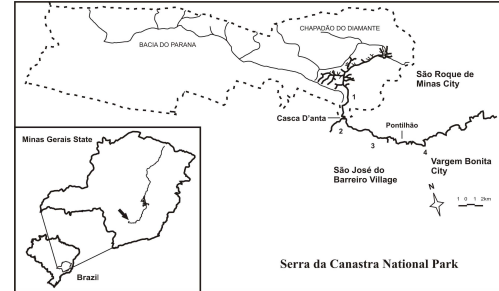 CHAPADÃO DO DIAMANTE
BACIA DO PARANA
São Roque de
Minas City
1
Casca D'anta
2
Pontilhão
3
4
São José do
Barreiro Village
Vargem Bonita
City
N
1 0 1 2km
Minas Gerais State
Brazil
Serra da Canastra National Park